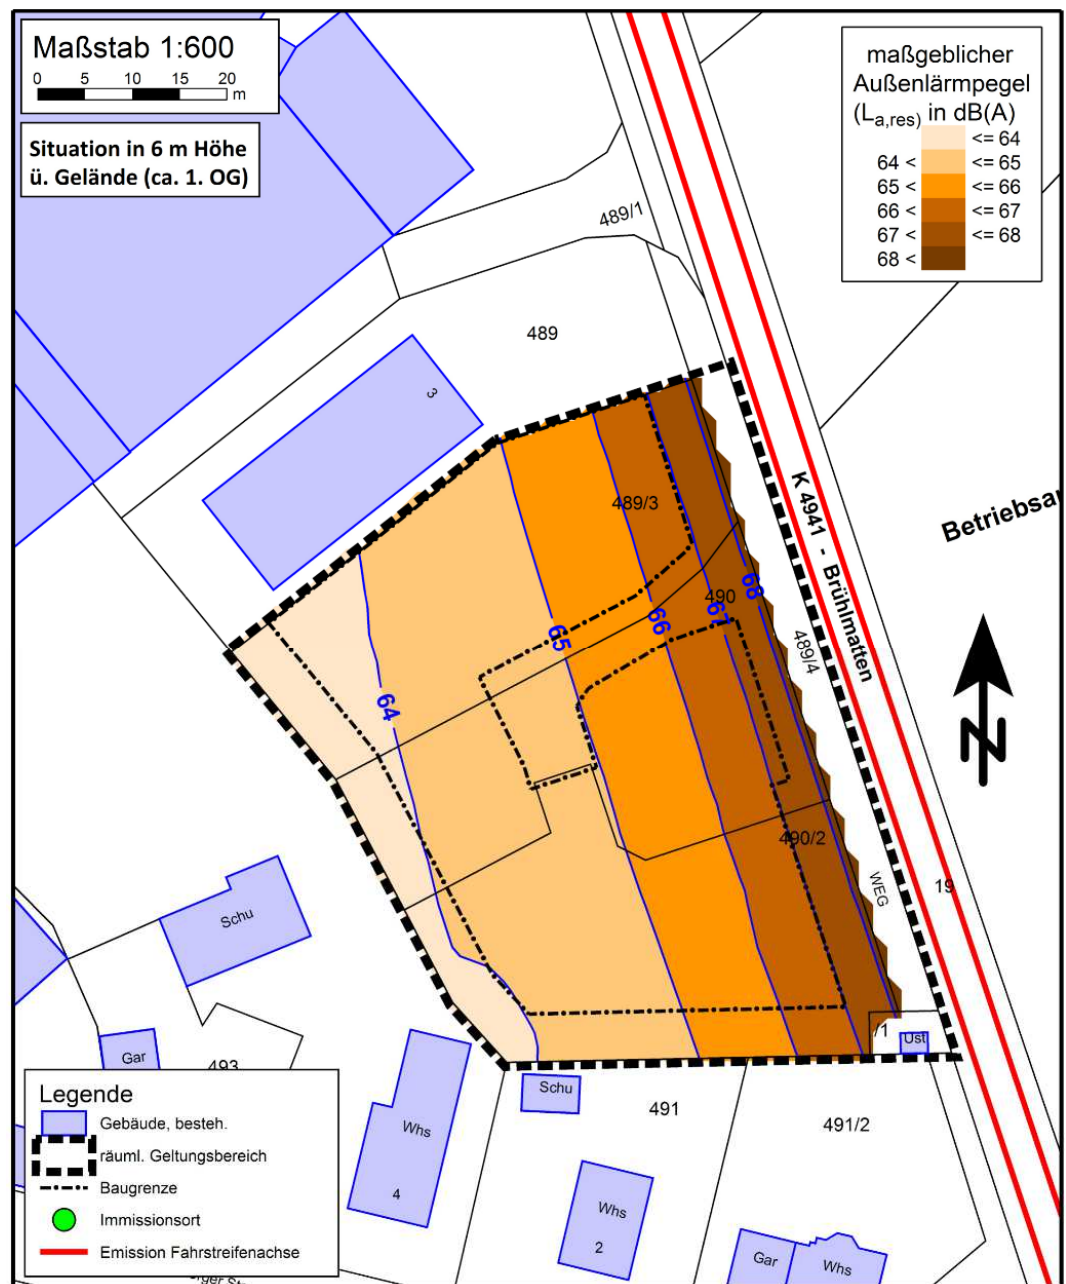 Maßstab 1:600
0 5 10 15 20
m
Situation in 6 m Höhe
ü. Gelände (ca. 1. OG)
maßgeblicher
Außenlärmpegel
(La,res) in dB(A)
<= 64
64 < <= 65
65 < <= 66
66 < <= 67
67 < <= 68
68 <
489/1
489
3
489/3
K 4941 - Brühlmatten
Betriebsa
490
68
67
66
65
64
489/4
490/2
WEG
19
Schu
/1
Ust
Gar
493
Schu
491
491/2
Whs
4
Whs
2
Gar
Whs
Legende
Gebäude, besteh.
räuml. Geltungsbereich
Baugrenze
Immissionsort
Emission Fahrstreifenachse